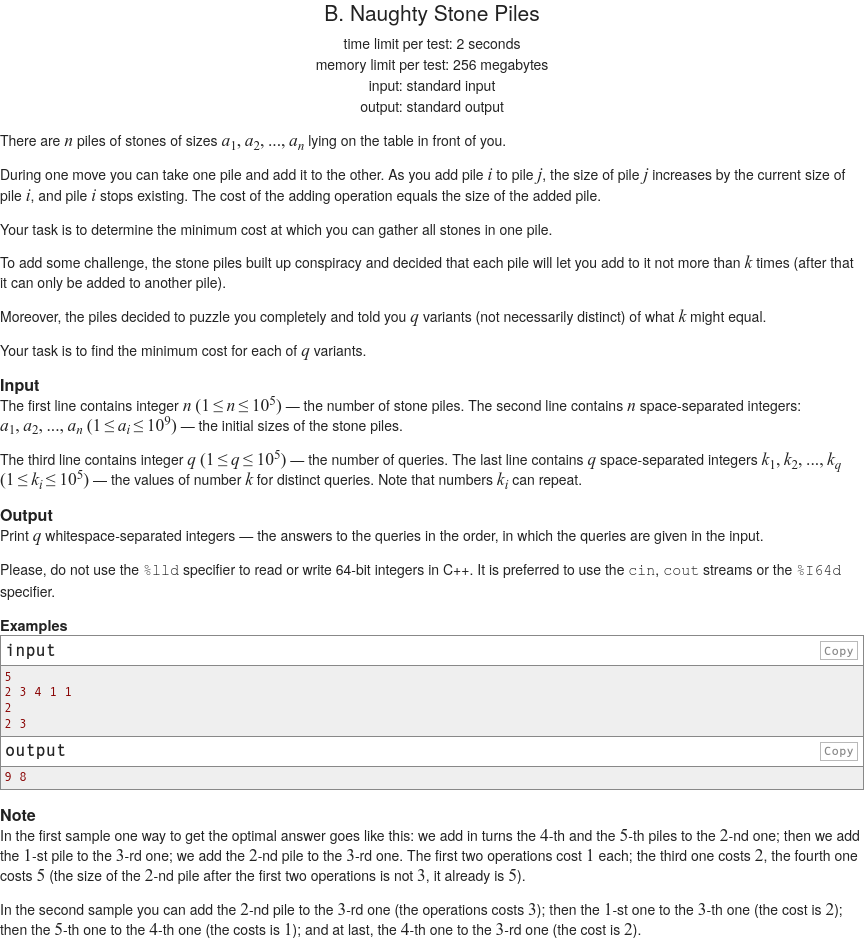 B. Naughty Stone Piles
time limit per test: 2 seconds
memory limit per test: 256 megabytes
input: standard input
output: standard output
There are n piles of stones of sizes a1, a2, ..., an lying on the table in front of you.
During one move you can take one pile and add it to the other. As you add pile i to pile j, the size of pile j increases by the current size of
pile i, and pile i stops existing. The cost of the adding operation equals the size of the added pile.
Your task is to determine the minimum cost at which you can gather all stones in one pile.
To add some challenge, the stone piles built up conspiracy and decided that each pile will let you add to it not more than k times (after that
it can only be added to another pile).
Moreover, the piles decided to puzzle you completely and told you q variants (not necessarily distinct) of what k might equal.
Your task is to find the minimum cost for each of q variants.
Input
The first line contains integer n (1 ≤ n ≤ 10^5) — the number of stone piles. The second line contains n space-separated integers:
a1, a2, ..., an (1 ≤ ai ≤ 10^9) — the initial sizes of the stone piles.
The third line contains integer q (1 ≤ q ≤ 10^5) — the number of queries. The last line contains q space-separated integers k1, k2, ..., kq
(1 ≤ ki ≤ 10^5) — the values of number k for distinct queries. Note that numbers ki can repeat.
Output
Print q whitespace-separated integers — the answers to the queries in the order, in which the queries are given in the input.
Please, do not use the %lld specifier to read or write 64-bit integers in C++. It is preferred to use the cin, cout streams or the %I64d
specifier.
Examples
input Copy
5
2 3 4 1 1
2
2 3
output Copy
9 8
Note
In the first sample one way to get the optimal answer goes like this: we add in turns the 4-th and the 5-th piles to the 2-nd one; then we add
the 1-st pile to the 3-rd one; we add the 2-nd pile to the 3-rd one. The first two operations cost 1 each; the third one costs 2, the fourth one
costs 5 (the size of the 2-nd pile after the first two operations is not 3, it already is 5).
In the second sample you can add the 2-nd pile to the 3-rd one (the operations costs 3); then the 1-st one to the 3-th one (the cost is 2);
then the 5-th one to the 4-th one (the costs is 1); and at last, the 4-th one to the 3-rd one (the cost is 2).